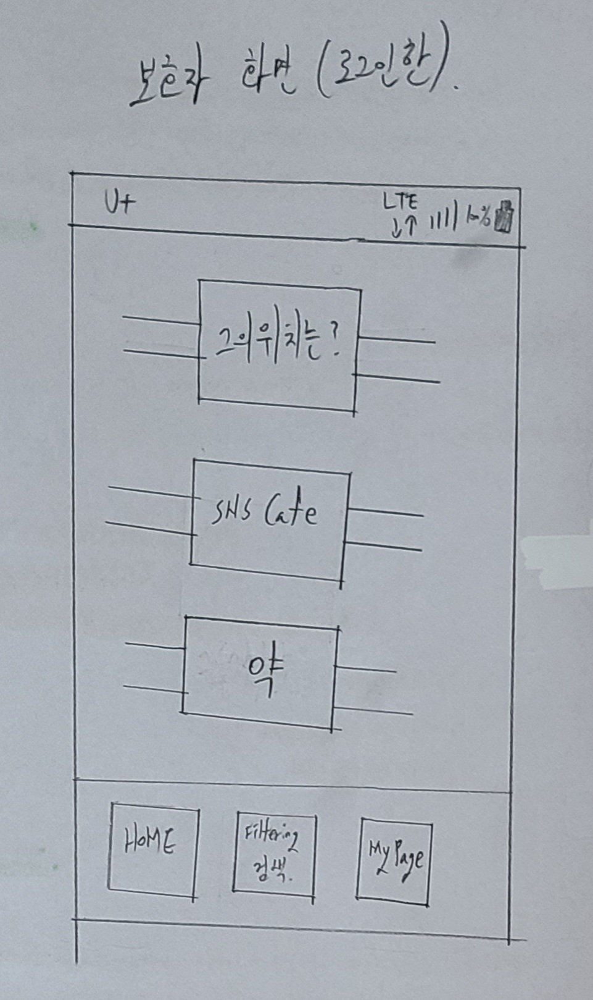 보호자 화면 (로그인한).
U+
LTE
↓↑ 100%
그의위치는?
SNS Cafe
약
HOME
Filtering
검색.
My Page